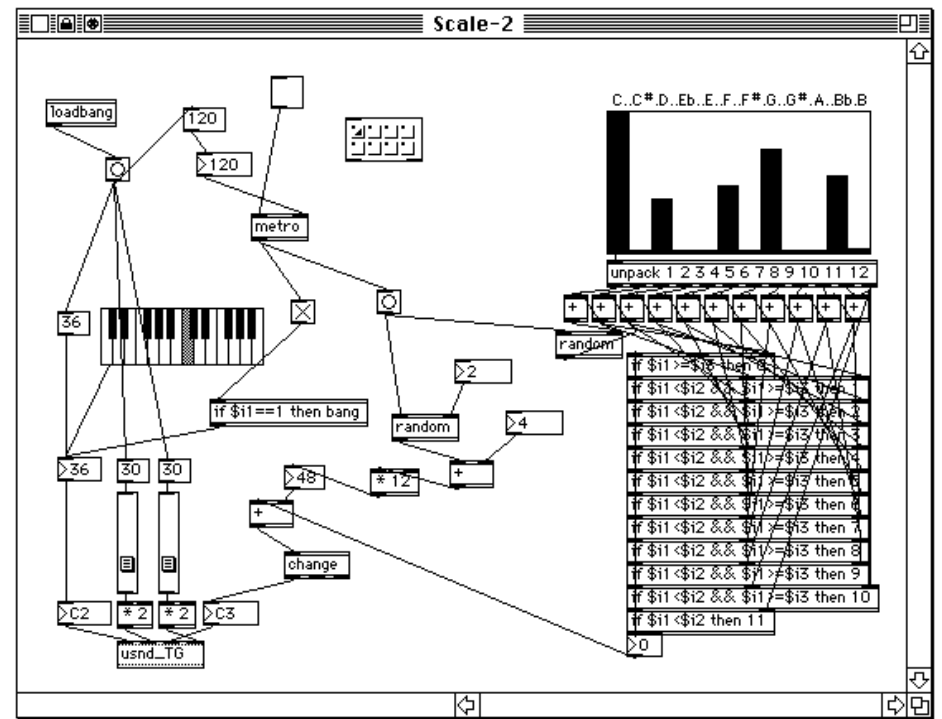 Scale-2
loadbang
120
120
metro
C..C#.D..Eb..E..F..F#.G..G#.A..Bb.B
unpack 1 2 3 4 5 6 7 8 9 10 11 12
+ + + + + + + + + + +
36
random
2
if $i1==1 then bang
random
4
if $i1 >=$i3 then 0
if $i1 <$i2 && $i1 >=$i3 then 1
if $i1 <$i2 && $i1 >=$i3 then 2
if $i1 <$i2 && $i1 >=$i3 then 3
if $i1 <$i2 && $i1 >=$i3 then 4
if $i1 <$i2 && $i1 >=$i3 then 5
if $i1 <$i2 && $i1 >=$i3 then 6
if $i1 <$i2 && $i1 >=$i3 then 7
if $i1 <$i2 && $i1 >=$i3 then 8
if $i1 <$i2 && $i1 >=$i3 then 9
if $i1 <$i2 && $i1 >=$i3 then 10
if $i1 <$i2 then 11
0
36
30
30
48
* 12
+
+
change
C2
* 2
* 2
C3
usnd_TG